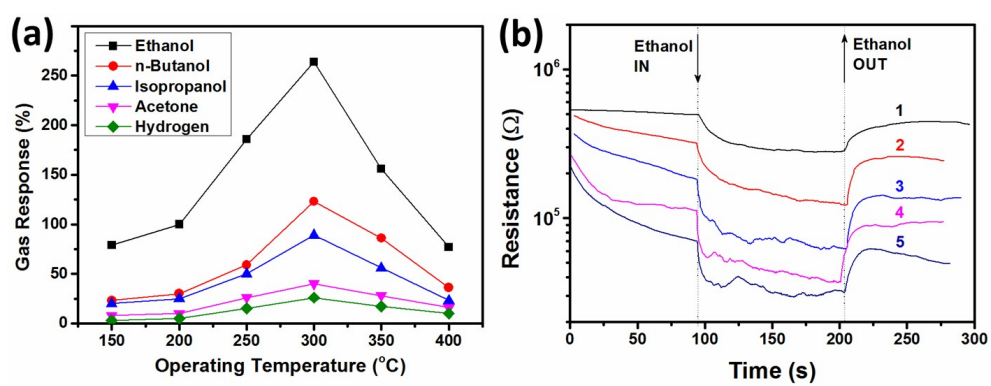 (a)
Gas Response (%)
250
200
150
100
50
0
Ethanol
n-Butanol
Isopropanol
Acetone
Hydrogen
150 200 250 300 350 400
Operating Temperature (°C)
(b)
Resistance (Ω)
10⁶
10⁵
Ethanol
IN
Ethanol
OUT
1
2
3
4
5
0 50 100 150 200 250 300
Time (s)